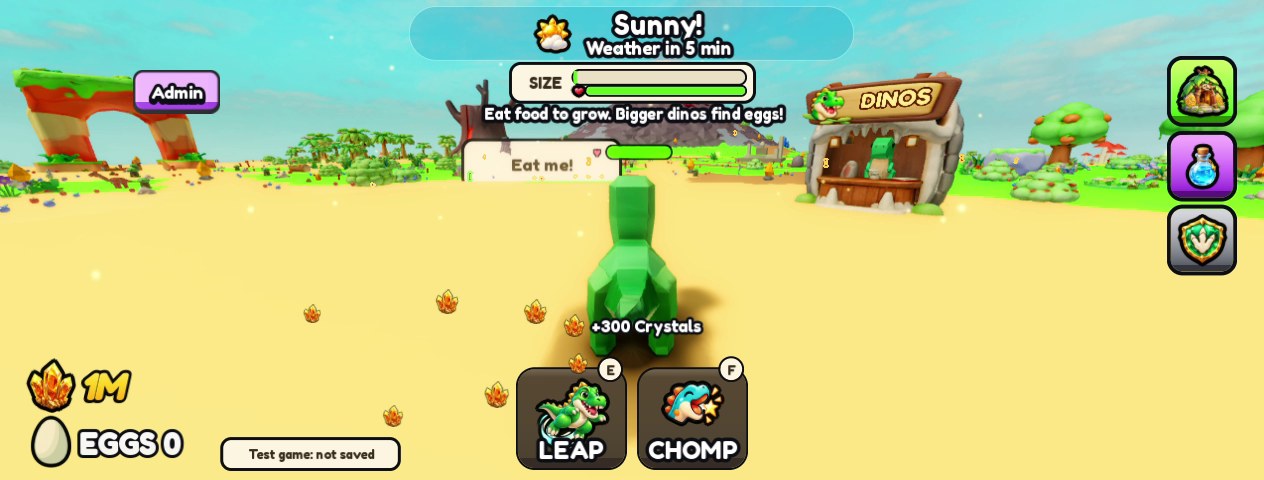 Sunny!
Weather in 5 min
Admin
SIZE
DINOS
Eat food to grow. Bigger dinos find eggs!
Eat me!
+300 Crystals
1M
E
F
LEAP
CHOMP
EGGS 0
Test game: not saved